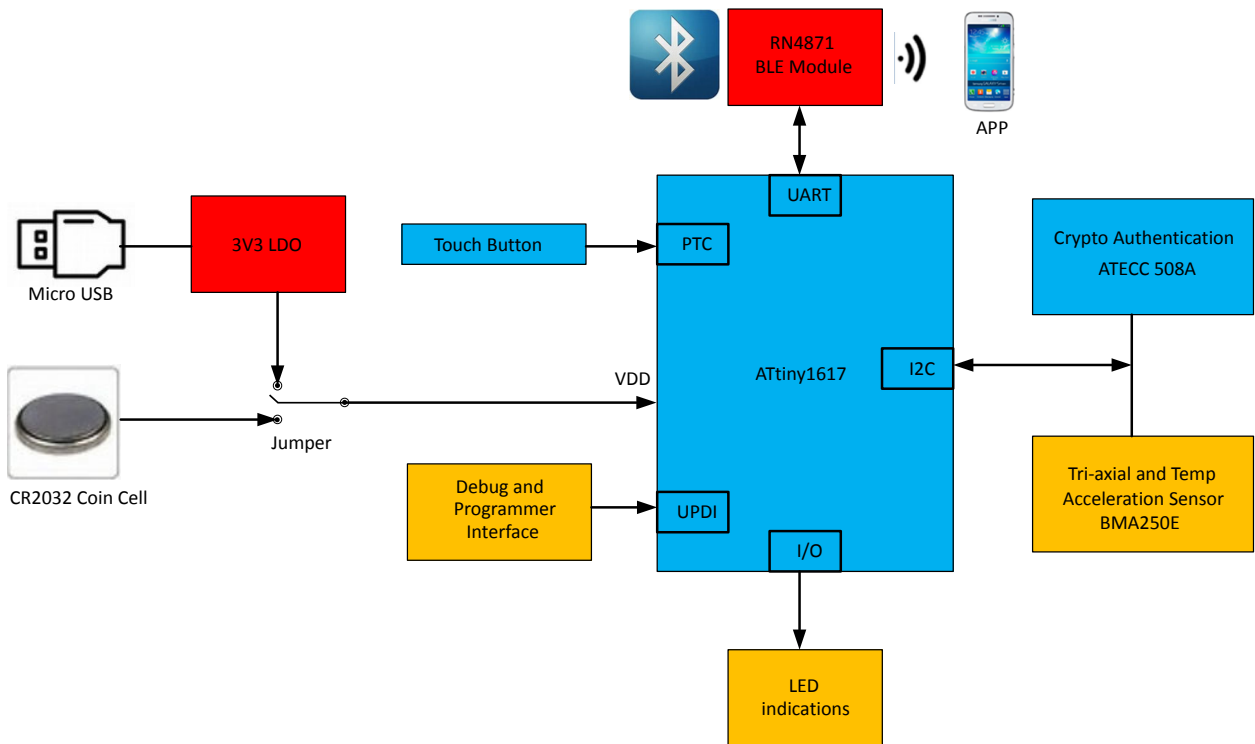 RN4871
BLE Module
APP
UART
3V3 LDO
Micro USB
Touch Button
PTC
Crypto Authentication
ATECC 508A
ATtiny1617
I2C
VDD
Jumper
CR2032 Coin Cell
Debug and
Programmer
Interface
UPDI
I/O
Tri-axial and Temp
Acceleration Sensor
BMA250E
LED
indications